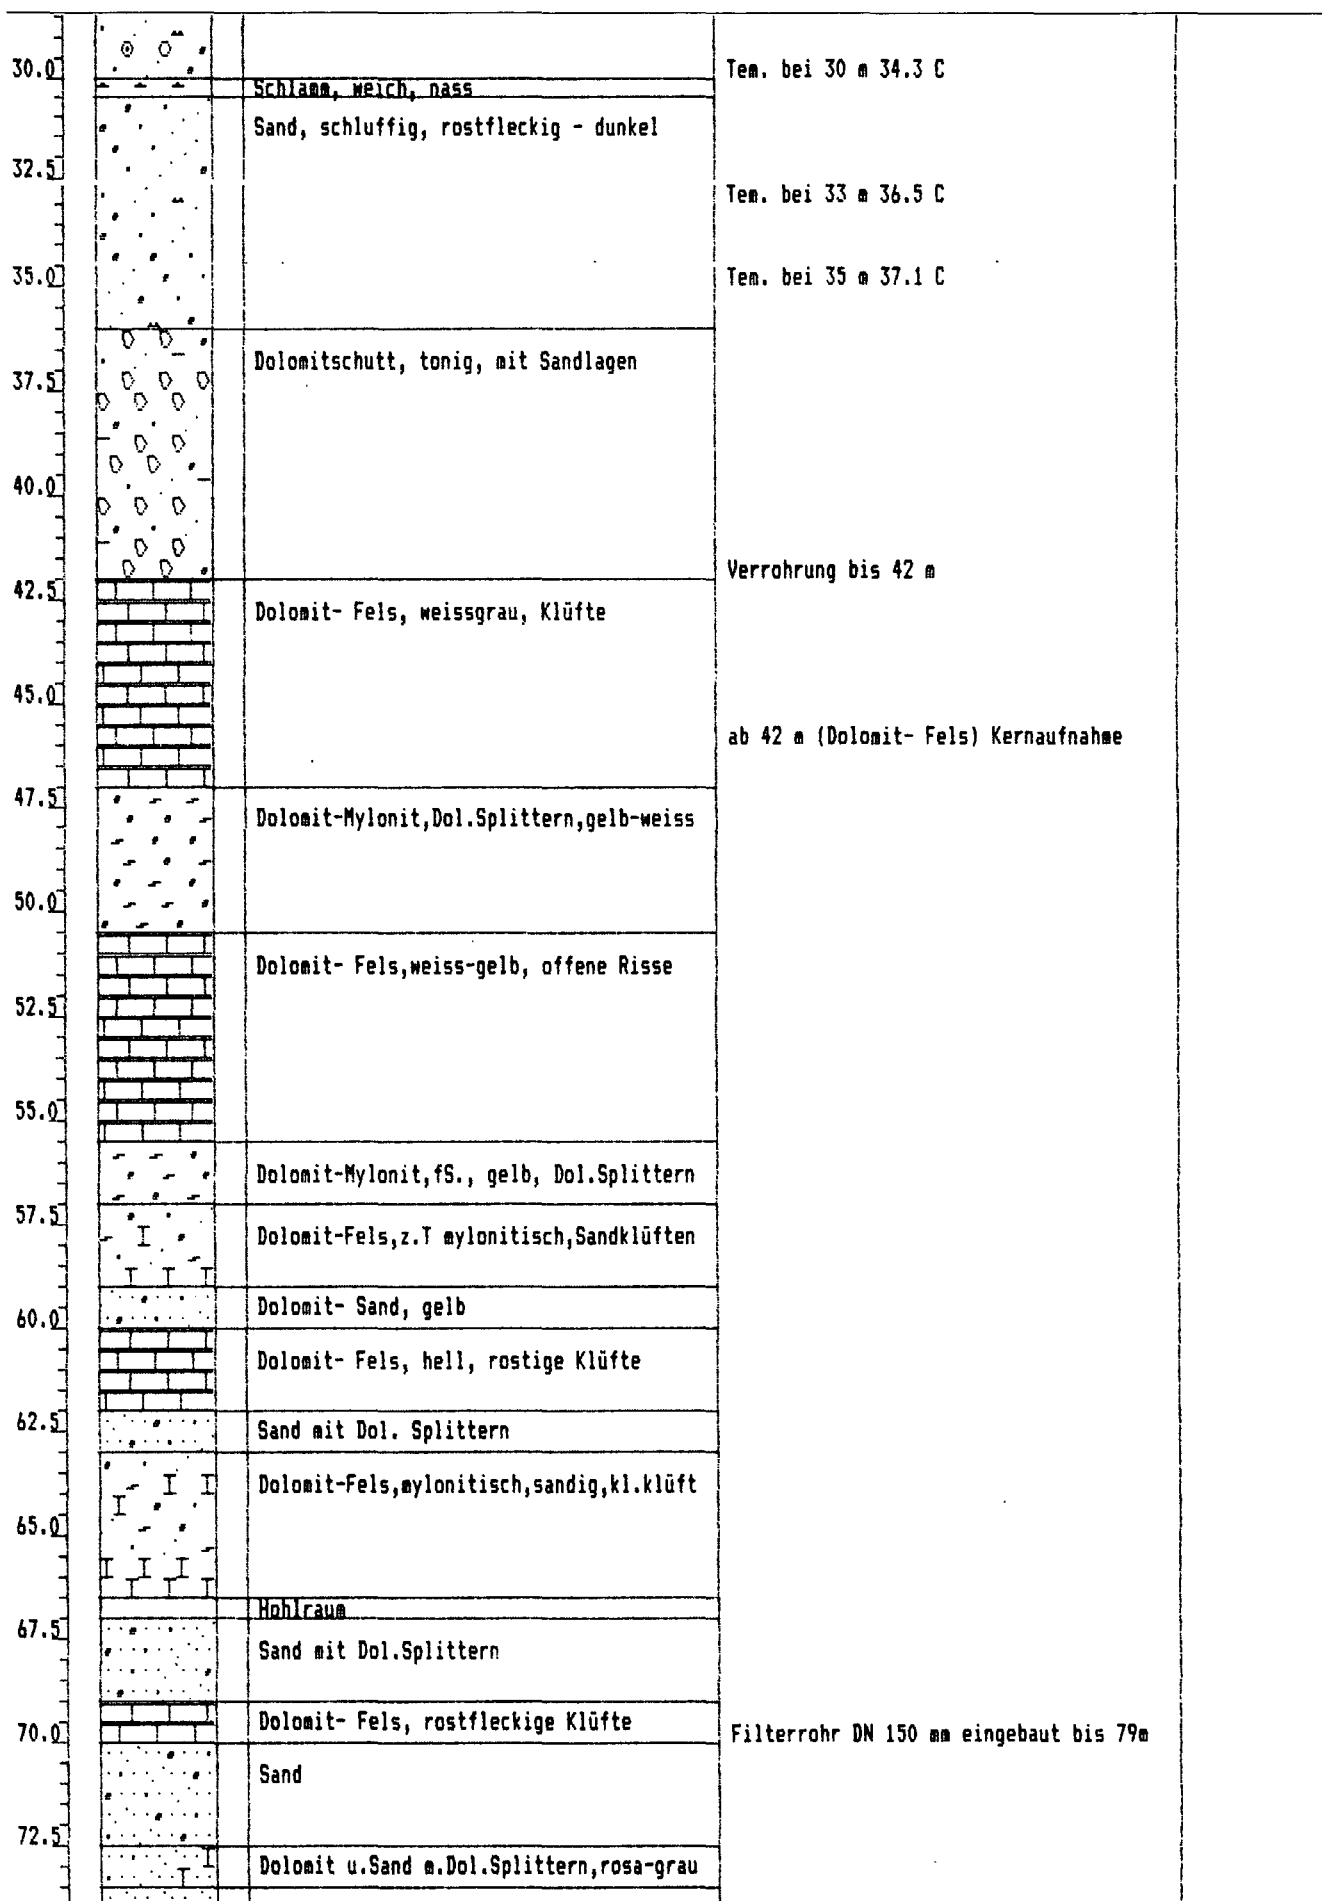 30.0
Tem. bei 30 m 34.3 C
Schlamm, weich, nass
Sand, schluffig, rostfleckig - dunkel
32.5
Tem. bei 33 m 36.5 C
35.0
Tem. bei 35 m 37.1 C
Dolomitschutt, tonig, mit Sandlagen
37.5
40.0
Verrohrung bis 42 m
42.5
Dolomit- Fels, weissgrau, Klüfte
45.0
ab 42 m (Dolomit- Fels) Kernaufnahme
47.5
Dolomit-Mylonit,Dol.Splittern,gelb-weiss
50.0
Dolomit- Fels,weiss-gelb, offene Risse
52.5
55.0
Dolomit-Mylonit,fS., gelb, Dol.Splittern
57.5
Dolomit-Fels,z.T mylonitisch,Sandklüften
Dolomit- Sand, gelb
60.0
Dolomit- Fels, hell, rostige Klüfte
62.5
Sand mit Dol. Splittern
Dolomit-Fels,mylonitisch,sandig,kl.klüft
65.0
Hohlraum
67.5
Sand mit Dol.Splittern
Dolomit- Fels, rostfleckige Klüfte
70.0
Filterrohr DN 150 mm eingebaut bis 79m
Sand
72.5
Dolomit u.Sand m.Dol.Splittern,rosa-grau